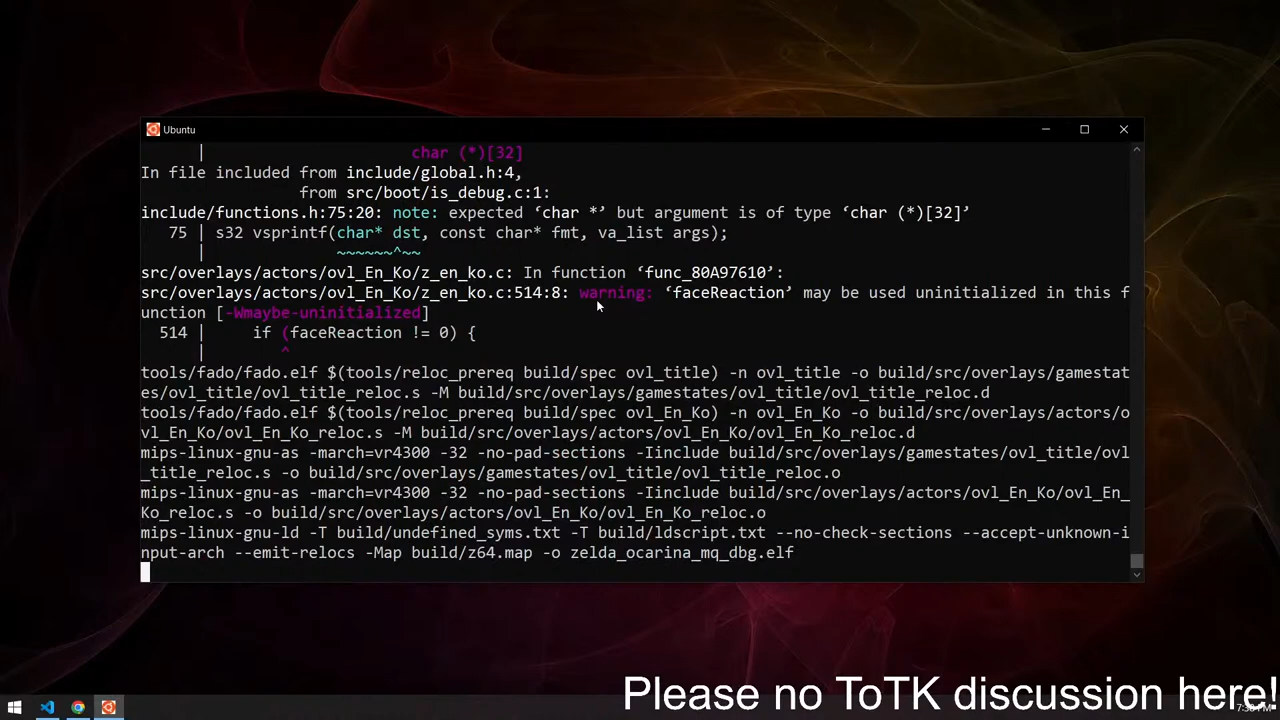 Ubuntu
| char (*)[32]
In file included from include/global.h:4,
from src/boot/is_debug.c:1:
include/functions.h:75:20: note: expected ‘char *’ but argument is of type ‘char (*)[32]’
75 | s32 vsprintf(char* dst, const char* fmt, va_list args);
| ~~~~~~^~~
src/overlays/actors/ovl_En_Ko/z_en_ko.c: In function ‘func_80A97610’:
src/overlays/actors/ovl_En_Ko/z_en_ko.c:514:8: warning: ‘faceReaction’ may be used uninitialized in this f
unction [-Wmaybe-uninitialized]
514 | if (faceReaction != 0) {
| ^
tools/fado/fado.elf $(tools/reloc_prereq build/spec ovl_title) -n ovl_title -o build/src/overlays/gamestat
es/ovl_title/ovl_title_reloc.s -M build/src/overlays/gamestates/ovl_title/ovl_title_reloc.d
tools/fado/fado.elf $(tools/reloc_prereq build/spec ovl_En_Ko) -n ovl_En_Ko -o build/src/overlays/actors/o
vl_En_Ko/ovl_En_Ko_reloc.s -M build/src/overlays/actors/ovl_En_Ko/ovl_En_Ko_reloc.d
mips-linux-gnu-as -march=vr4300 -32 -no-pad-sections -Iinclude build/src/overlays/gamestates/ovl_title/ovl
_title_reloc.s -o build/src/overlays/gamestates/ovl_title/ovl_title_reloc.o
mips-linux-gnu-as -march=vr4300 -32 -no-pad-sections -Iinclude build/src/overlays/actors/ovl_En_Ko/ovl_En_
Ko_reloc.s -o build/src/overlays/actors/ovl_En_Ko/ovl_En_Ko_reloc.o
mips-linux-gnu-ld -T build/undefined_syms.txt -T build/ldscript.txt --no-check-sections --accept-unknown-i
nput-arch --emit-relocs -Map build/z64.map -o zelda_ocarina_mq_dbg.elf
Please no ToTK discussion here!